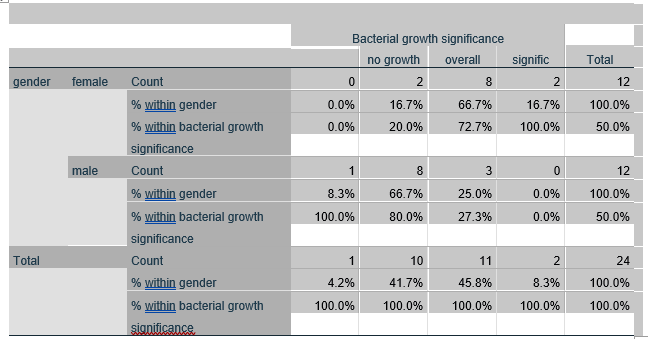 Bacterial growth significance
no growth overall signific Total
gender female Count 0 2 8 2 12
% within gender 0.0% 16.7% 66.7% 16.7% 100.0%
% within bacterial growth 0.0% 20.0% 72.7% 100.0% 50.0%
significance
male Count 1 8 3 0 12
% within gender 8.3% 66.7% 25.0% 0.0% 100.0%
% within bacterial growth 100.0% 80.0% 27.3% 0.0% 50.0%
significance
Total Count 1 10 11 2 24
% within gender 4.2% 41.7% 45.8% 8.3% 100.0%
% within bacterial growth 100.0% 100.0% 100.0% 100.0% 100.0%
significance